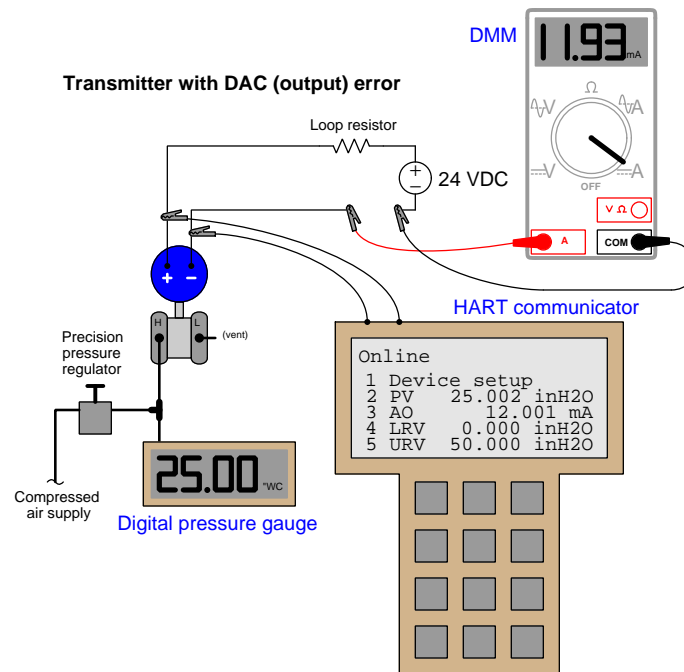 DMM
11.93 mA
Transmitter with DAC (output) error
Ω
V
A
Loop resistor
+
−
24 VDC
V
A
OFF
V Ω
A
COM
+ −
HART communicator
H
L
(vent)
Precision
pressure
regulator
Online
1 Device setup
2 PV 25.002 inH2O
3 AO 12.001 mA
4 LRV 0.000 inH2O
5 URV 50.000 inH2O
25.00 "WC
Compressed
air supply
Digital pressure gauge